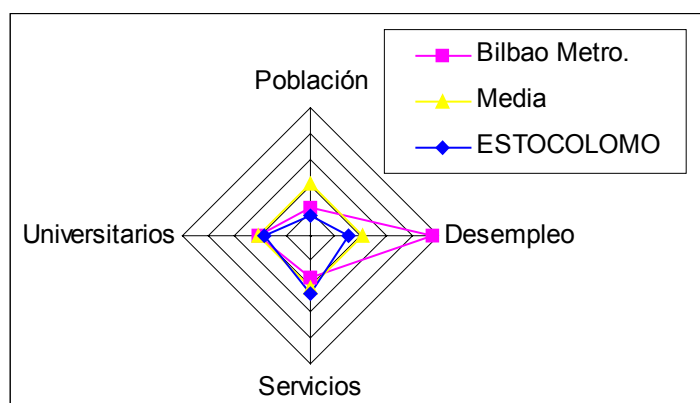 Bilbao Metro.
Media
ESTOCOLOMO
Población
Universitarios
Desempleo
Servicios